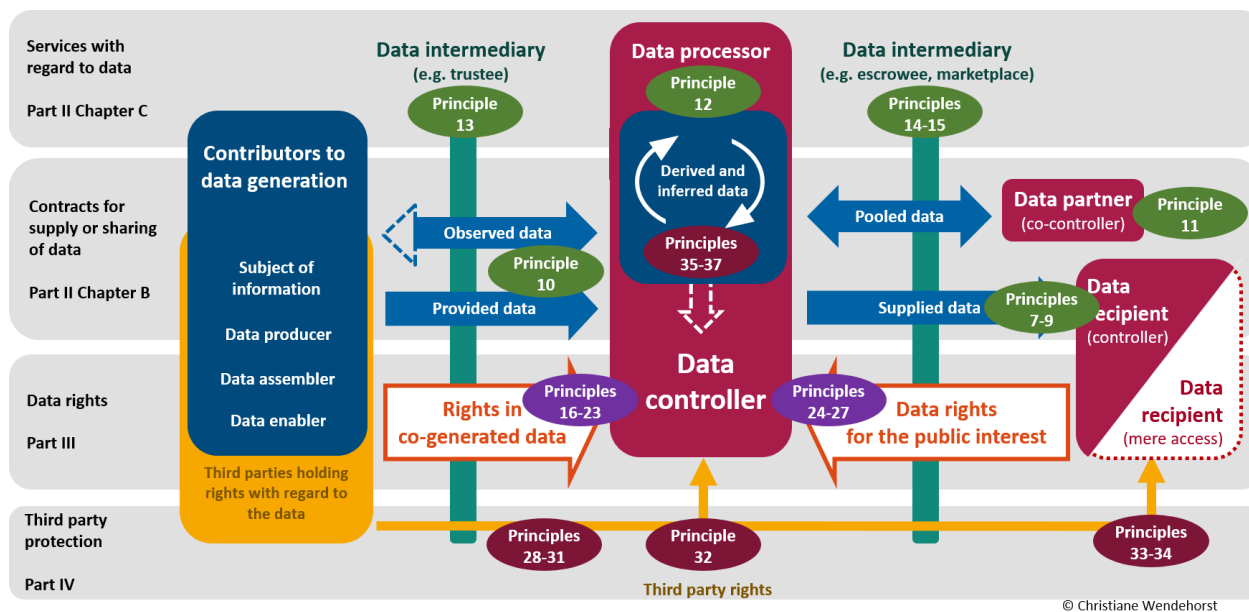 Services with
regard to data
Part II Chapter C
Data intermediary
(e.g. trustee)
Principle
13
Data processor
Principle
12
Data intermediary
(e.g. escrowee, marketplace)
Principles
14-15
Contributors to
data generation
Subject of
information
Data producer
Data assembler
Data enabler
Third parties holding
rights with regard to
the data
Contracts for
supply or sharing
of data
Part II Chapter B
Observed data
Principle
10
Provided data
Derived and
inferred data
Principles
35-37
Pooled data
Data partner
(co-controller)
Principle
11
Supplied data
Principles
7-9
Data
recipient
(controller)
Data
recipient
(mere access)
Data rights
Part III
Rights in
co-generated data
Principles
16-23
Data
controller
Principles
24-27
Data rights
for the public interest
Third party
protection
Part IV
Principles
28-31
Principle
32
Third party rights
Principles
33-34
© Christiane Wendehorst